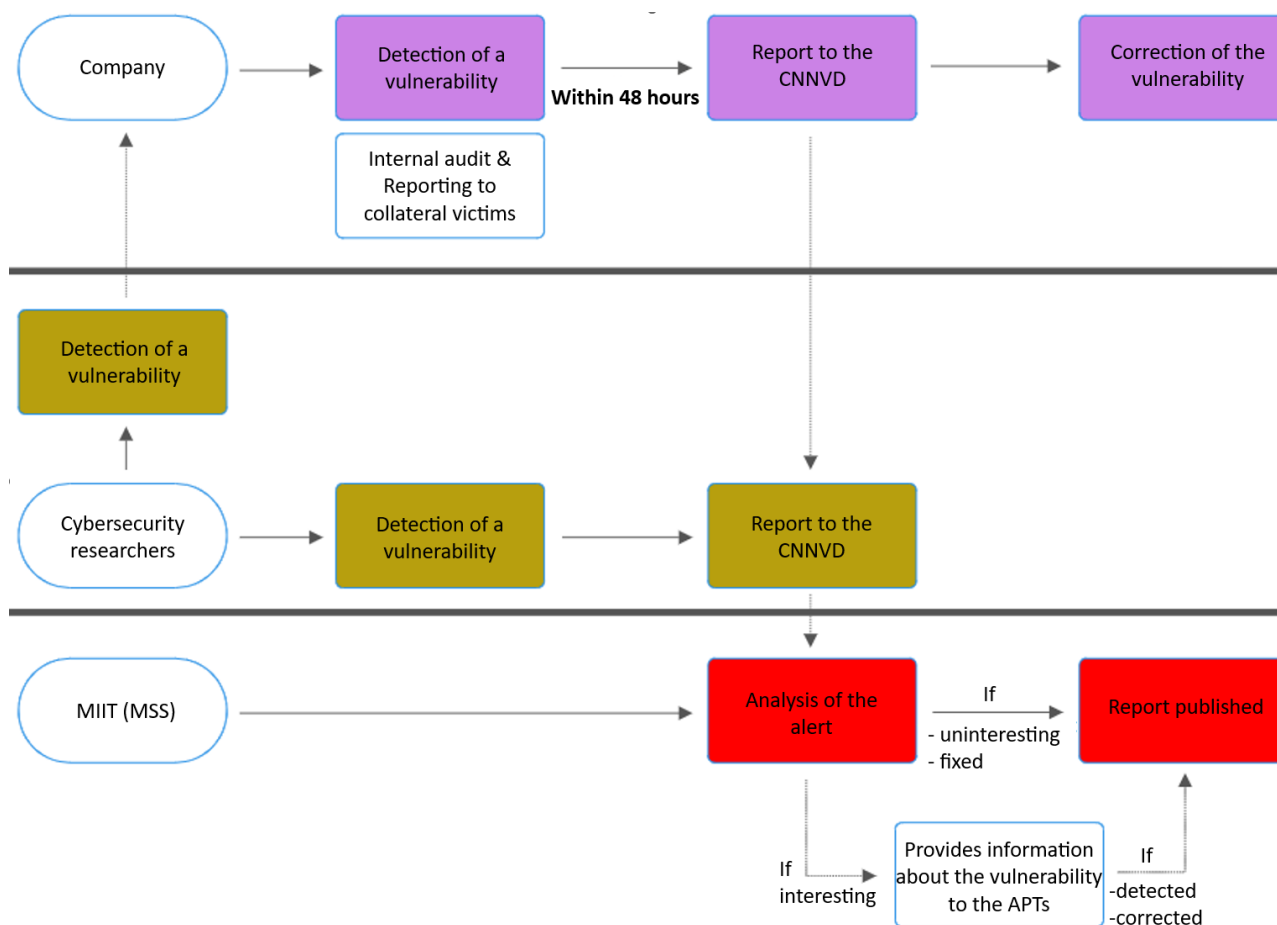 Company
Detection of a
vulnerability
Within 48 hours
Report to the
CNNVD
Correction of the
vulnerability
Internal audit &
Reporting to
collateral victims
Detection of a
vulnerability
Cybersecurity
researchers
Detection of a
vulnerability
Report to the
CNNVD
MIIT (MSS)
Analysis of the
alert
If
- uninteresting
- fixed
Report published
If
interesting
Provides information
about the vulnerability
to the APTs
If
-detected
-corrected